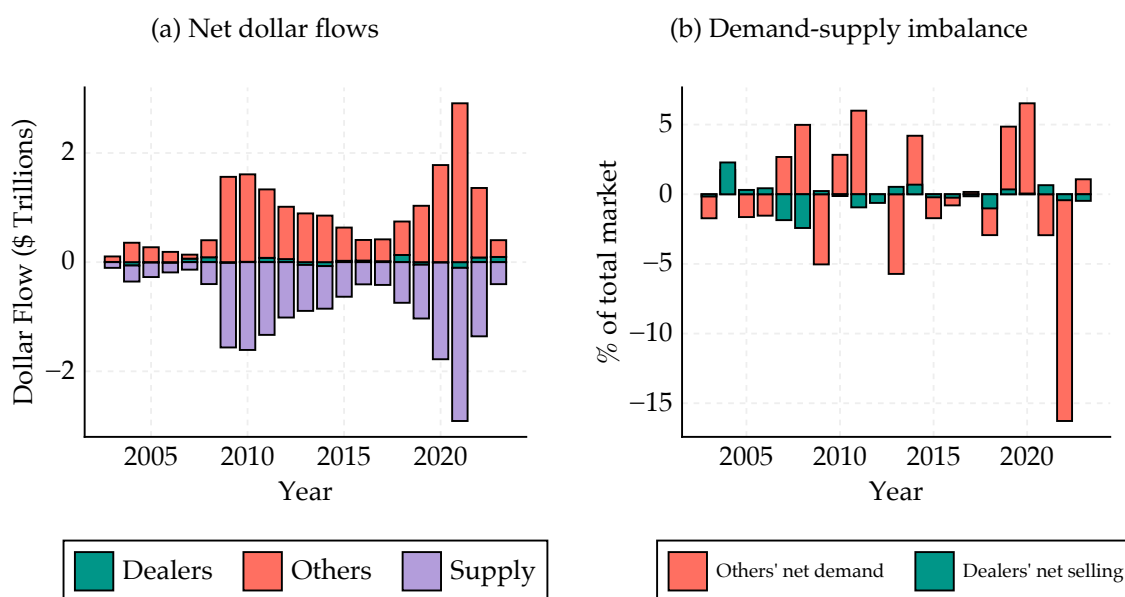 (a) Net dollar flows
Dollar Flow ($ Trillions)
2
0
−2
2005 2010 2015 2020
Year
Dealers Others Supply
(b) Demand-supply imbalance
% of total market
5
0
−5
−10
−15
2005 2010 2015 2020
Year
Others' net demand Dealers' net selling